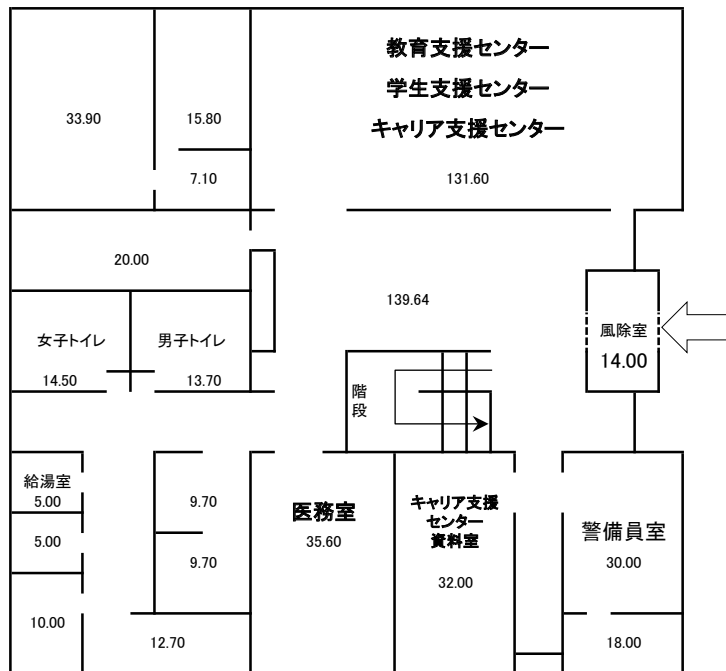 教育支援センター
学生支援センター
キャリア支援センター
33.90
15.80
7.10
131.60
20.00
139.64
女子トイレ
男子トイレ
風除室
14.00
14.50
13.70
階
段
給湯室
5.00
5.00
10.00
9.70
9.70
12.70
医務室
35.60
キャリア支援
センター
資料室
32.00
警備員室
30.00
18.00